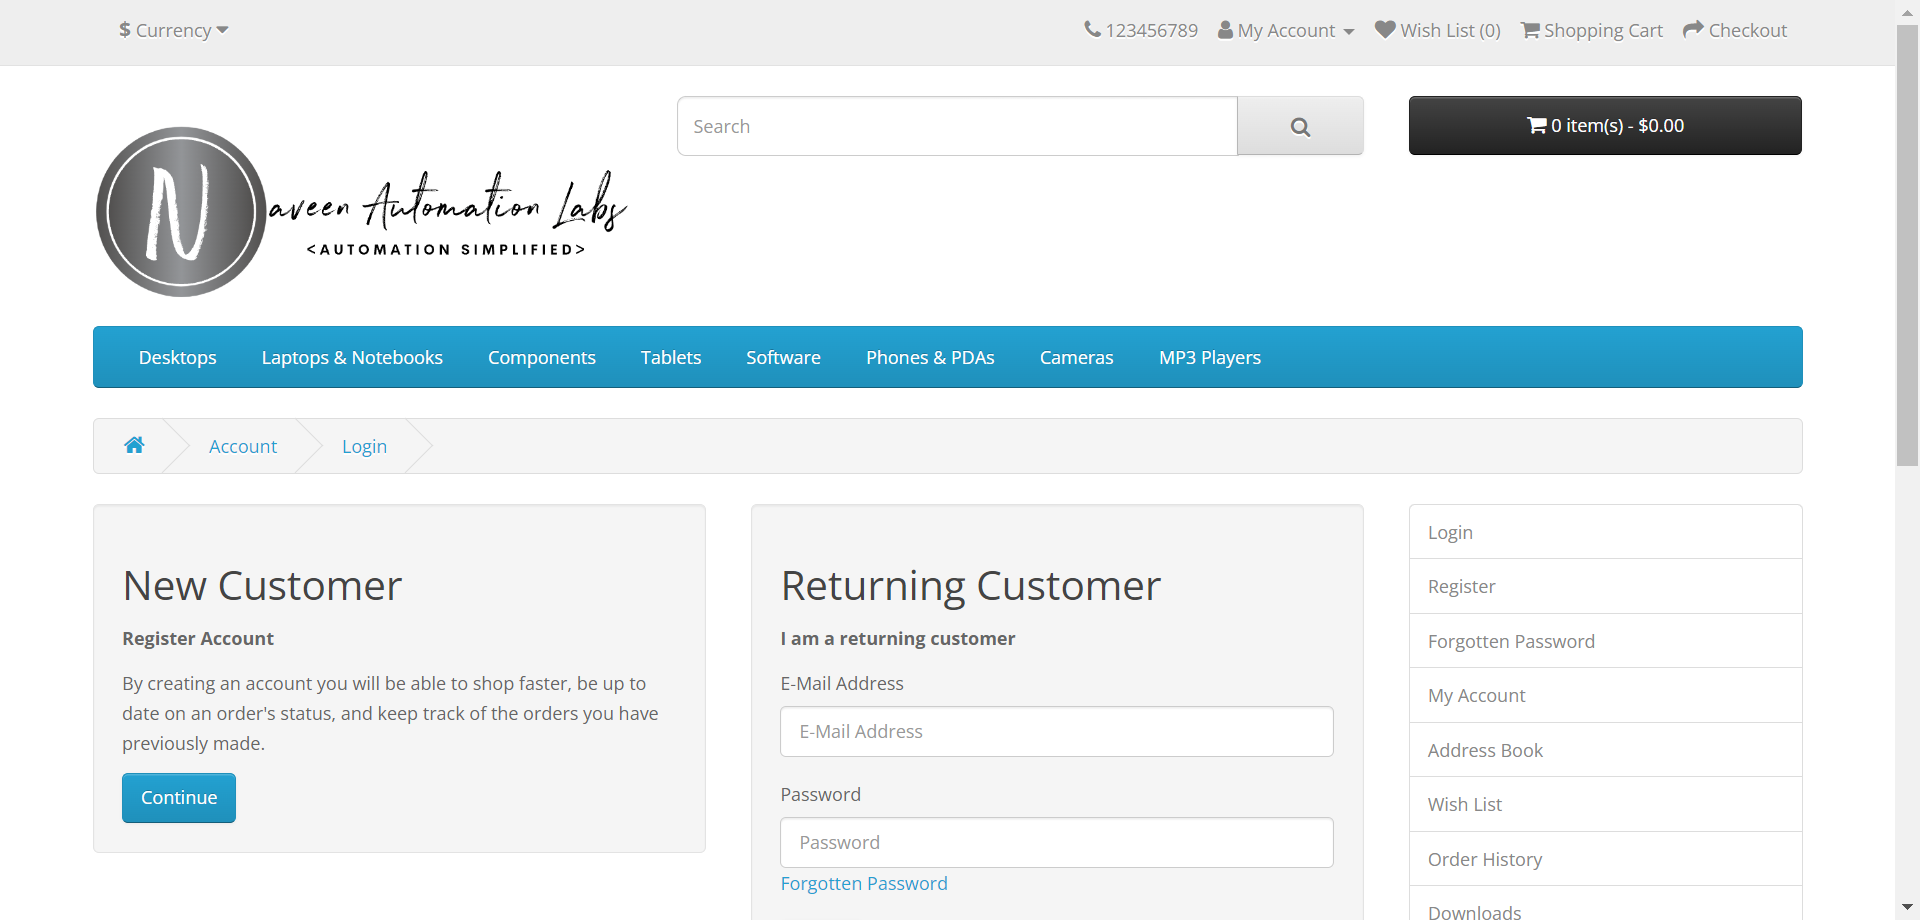 $ Currency
123456789 My Account Wish List (0) Shopping Cart Checkout
Search
0 item(s) - $0.00
Naveen Automation Labs
<AUTOMATION SIMPLIFIED>
Desktops Laptops & Notebooks Components Tablets Software Phones & PDAs Cameras MP3 Players
Account Login
New Customer
Register Account
By creating an account you will be able to shop faster, be up to
date on an order's status, and keep track of the orders you have
previously made.
Continue
Returning Customer
I am a returning customer
E-Mail Address
E-Mail Address
Password
Password
Forgotten Password
Login
Register
Forgotten Password
My Account
Address Book
Wish List
Order History
Downloads